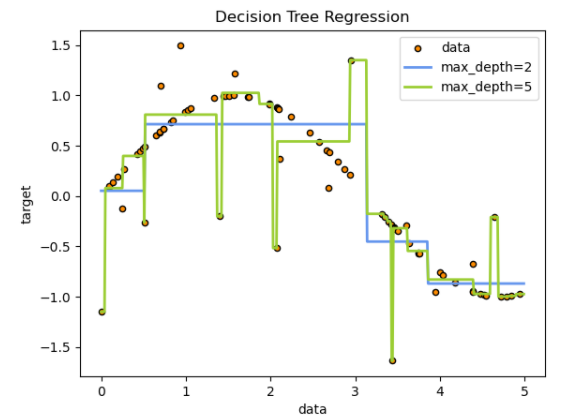 Decision Tree Regression
1.5
1.0
0.5
0.0
−0.5
−1.0
−1.5
target
data
max_depth=2
max_depth=5
0
1
2
3
4
5
data